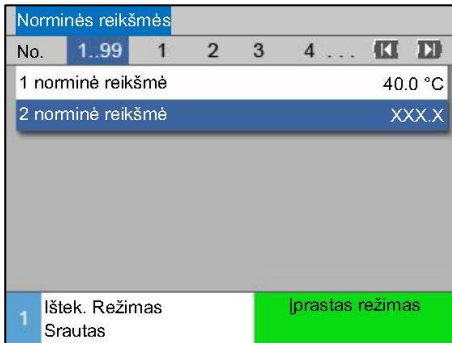 Norminės reikšmės
No. 1..99 1 2 3 4 ...
1 norminė reikšmė 40.0 °C
2 norminė reikšmė XXX.X
1 Ištek. Režimas Įprastas režimas
Srautas